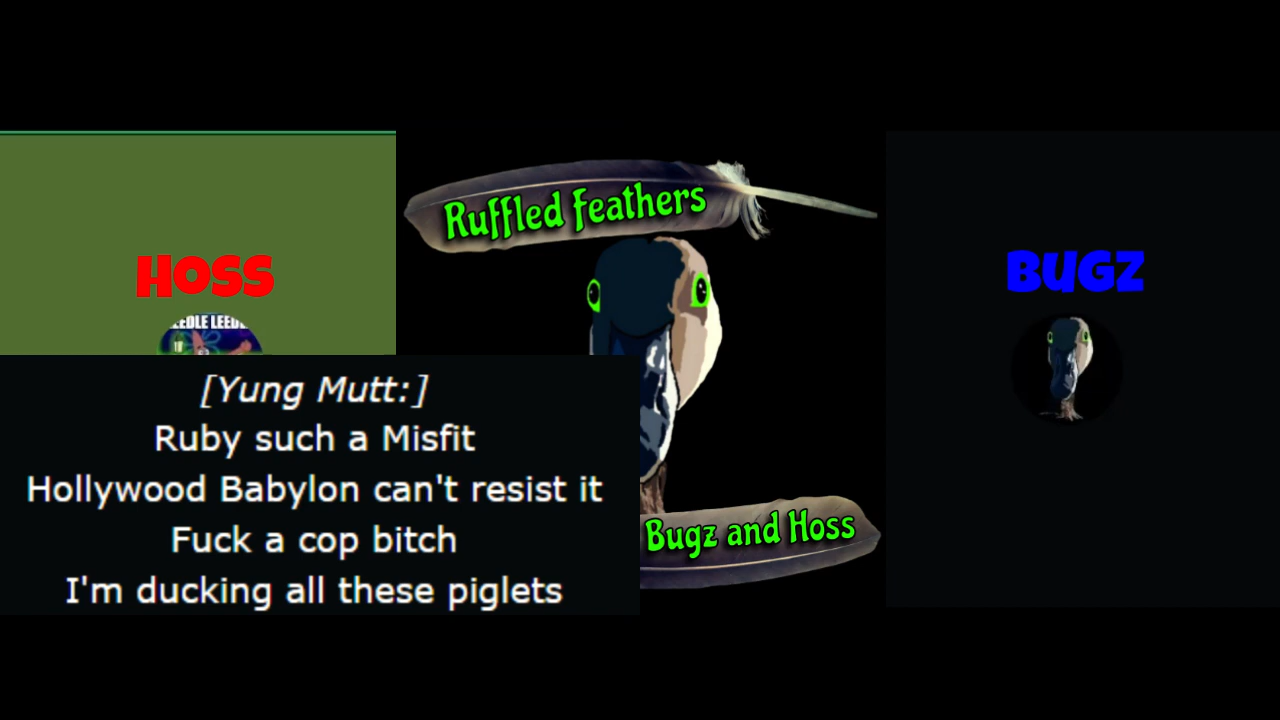 Ruffled Feathers
HOSS
BUGZ
[Yung Mutt:]
Ruby such a Misfit
Hollywood Babylon can't resist it
Fuck a cop bitch
I'm ducking all these piglets
Bugz and Hoss